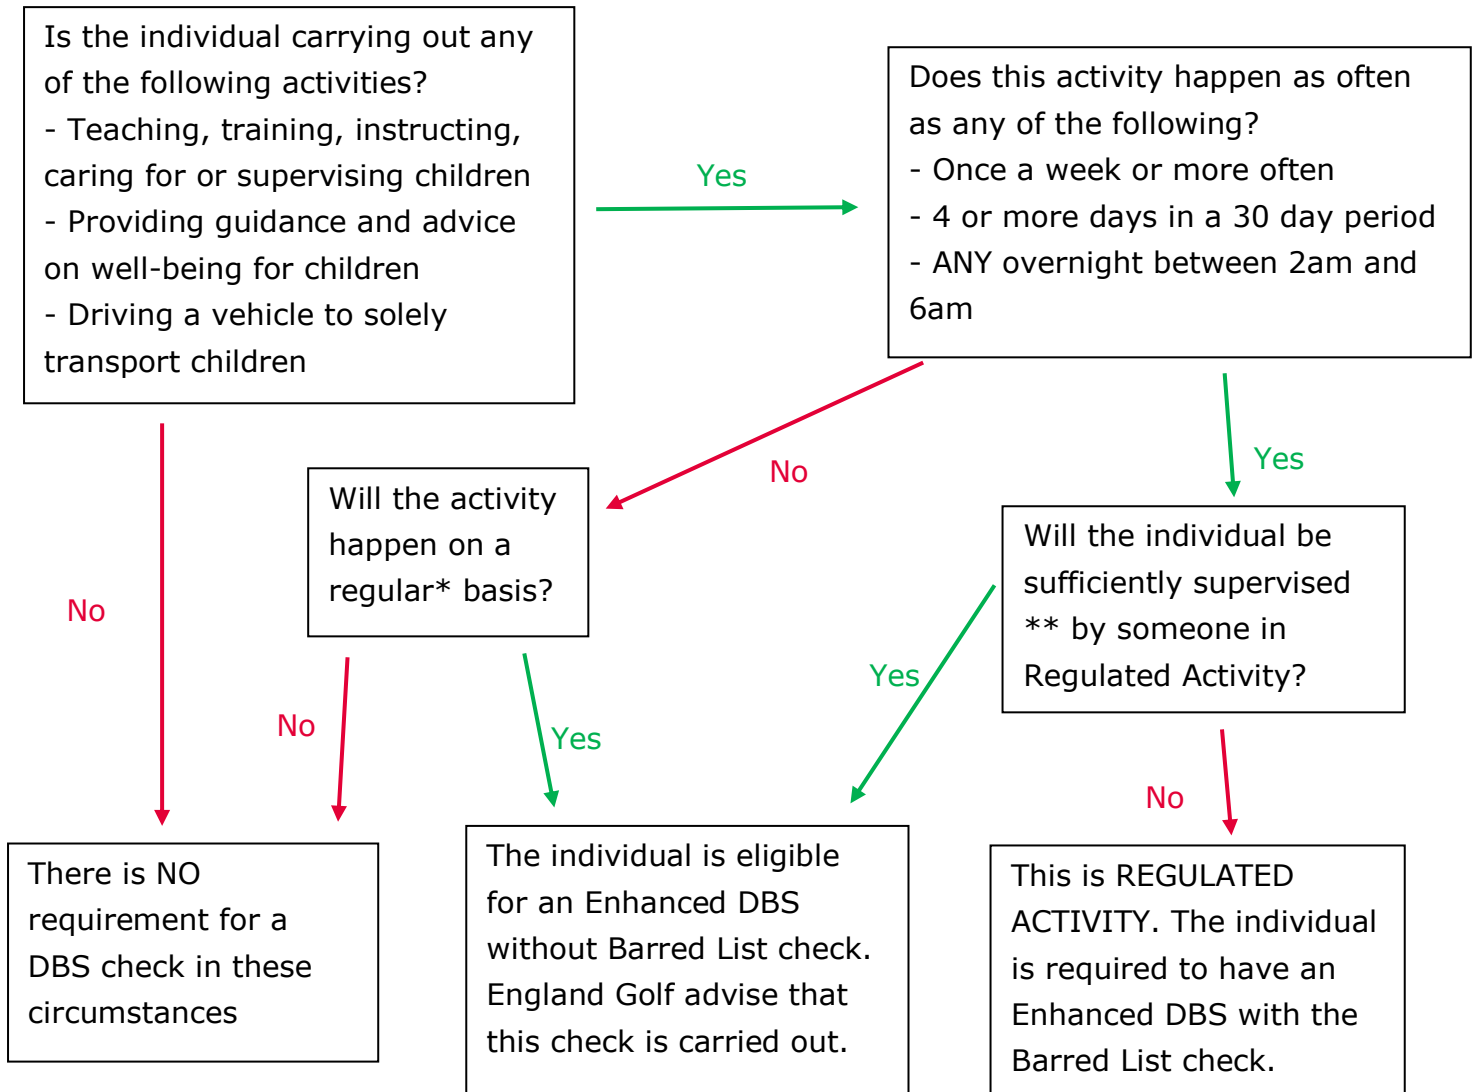 Is the individual carrying out any
of the following activities?
- Teaching, training, instructing,
caring for or supervising children
- Providing guidance and advice
on well-being for children
- Driving a vehicle to solely
transport children
Yes
Does this activity happen as often
as any of the following?
- Once a week or more often
- 4 or more days in a 30 day period
- ANY overnight between 2am and
6am
No
No
Yes
Will the activity
happen on a
regular* basis?
Will the individual be
sufficiently supervised
** by someone in
Regulated Activity?
No
Yes
Yes
No
There is NO
requirement for a
DBS check in these
circumstances
The individual is eligible
for an Enhanced DBS
without Barred List check.
England Golf advise that
this check is carried out.
This is REGULATED
ACTIVITY. The individual
is required to have an
Enhanced DBS with the
Barred List check.